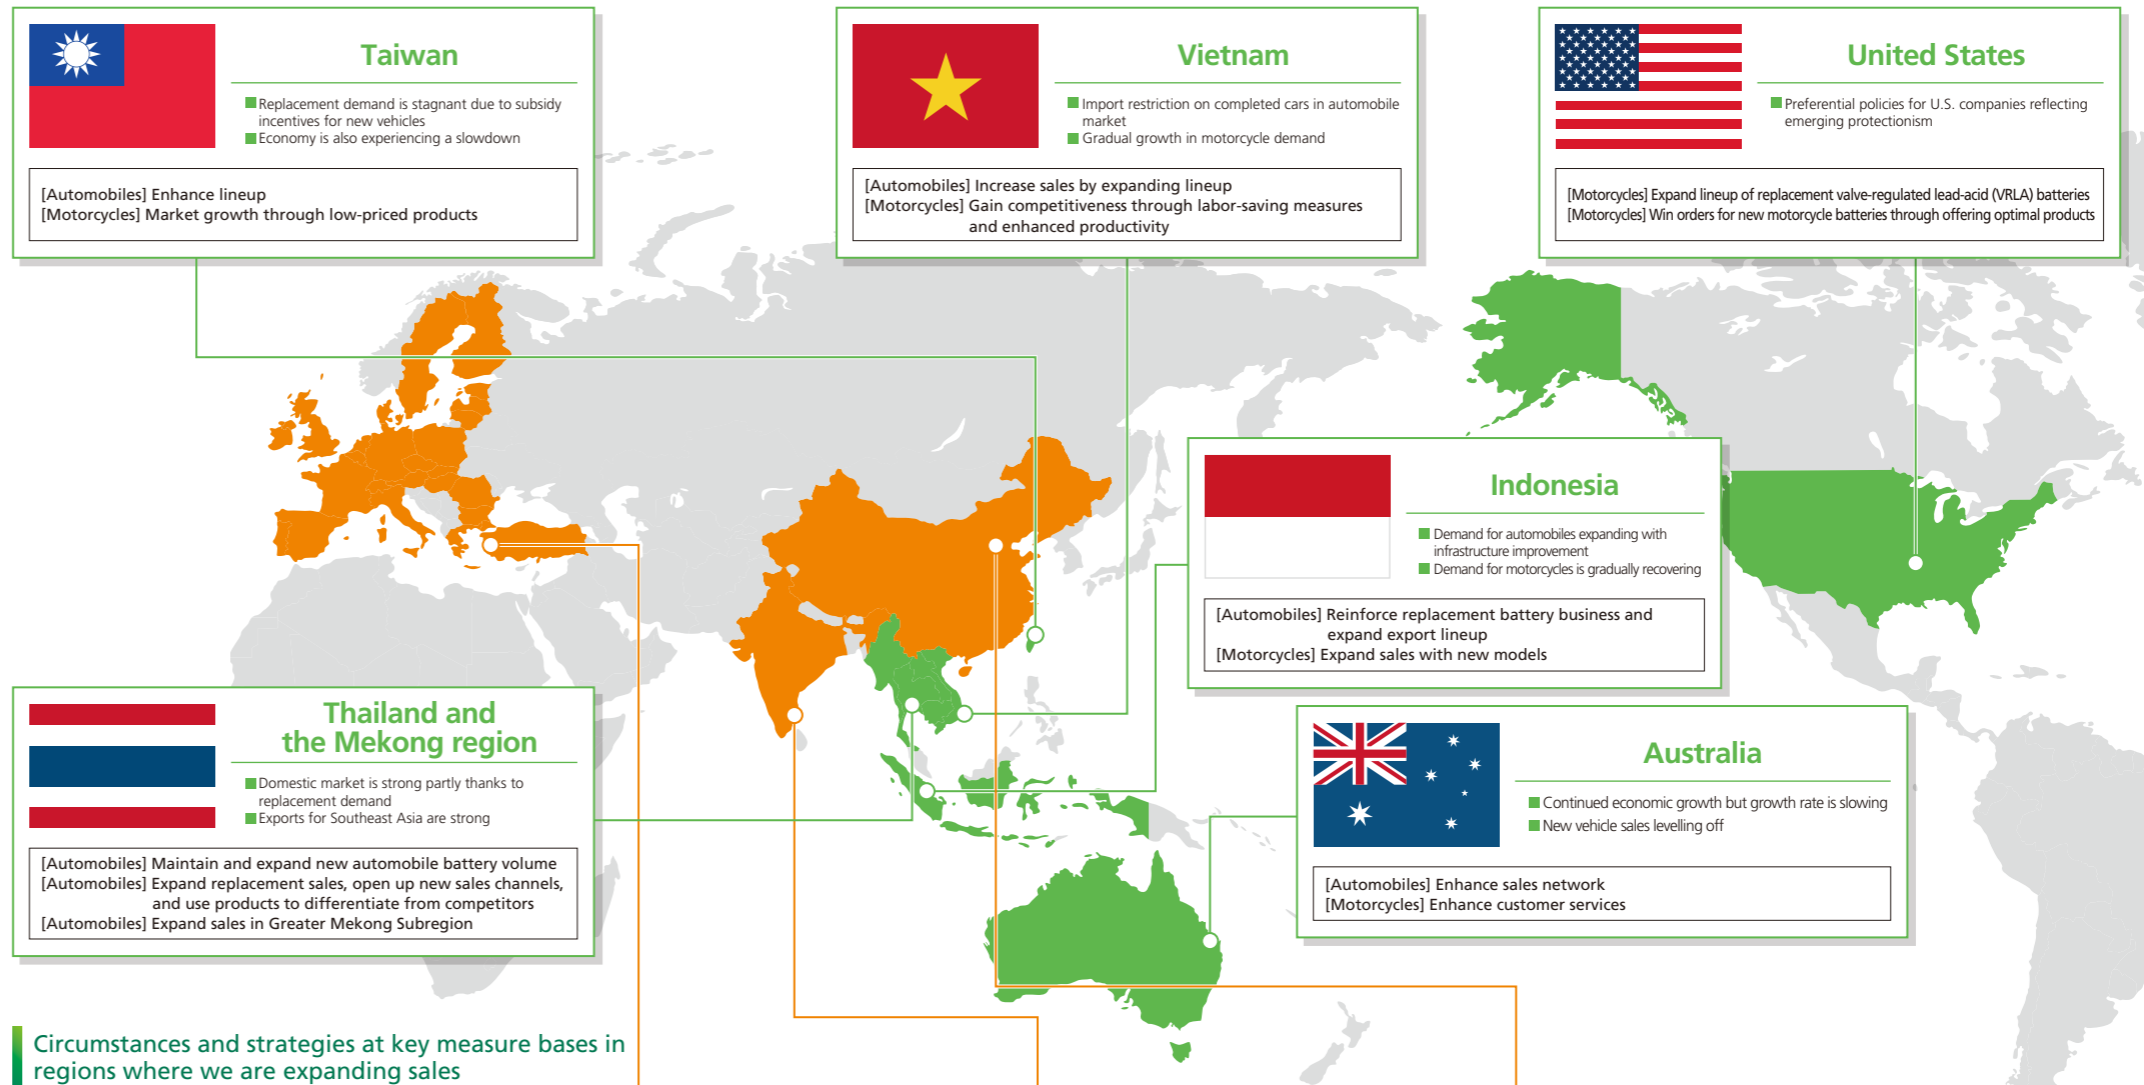 Taiwan
Replacement demand is stagnant due to subsidy
incentives for new vehicles
Economy is also experiencing a slowdown
[Automobiles] Enhance lineup
[Motorcycles] Market growth through low-priced products
Vietnam
Import restriction on completed cars in automobile
market
Gradual growth in motorcycle demand
[Automobiles] Increase sales by expanding lineup
[Motorcycles] Gain competitiveness through labor-saving measures
and enhanced productivity
United States
Preferential policies for U.S. companies reflecting
emerging protectionism
[Motorcycles] Expand lineup of replacement valve-regulated lead-acid (VRLA) batteries
[Motorcycles] Win orders for new motorcycle batteries through offering optimal products
Indonesia
Demand for automobiles expanding with
infrastructure improvement
Demand for motorcycles is gradually recovering
[Automobiles] Reinforce replacement battery business and
expand export lineup
[Motorcycles] Expand sales with new models
Thailand and
the Mekong region
Domestic market is strong partly thanks to
replacement demand
Exports for Southeast Asia are strong
[Automobiles] Maintain and expand new automobile battery volume
[Automobiles] Expand replacement sales, open up new sales channels,
and use products to differentiate from competitors
[Automobiles] Expand sales in Greater Mekong Subregion
Australia
Continued economic growth but growth rate is slowing
New vehicle sales levelling off
[Automobiles] Enhance sales network
[Motorcycles] Enhance customer services
Circumstances and strategies at key measure bases in
regions where we are expanding sales